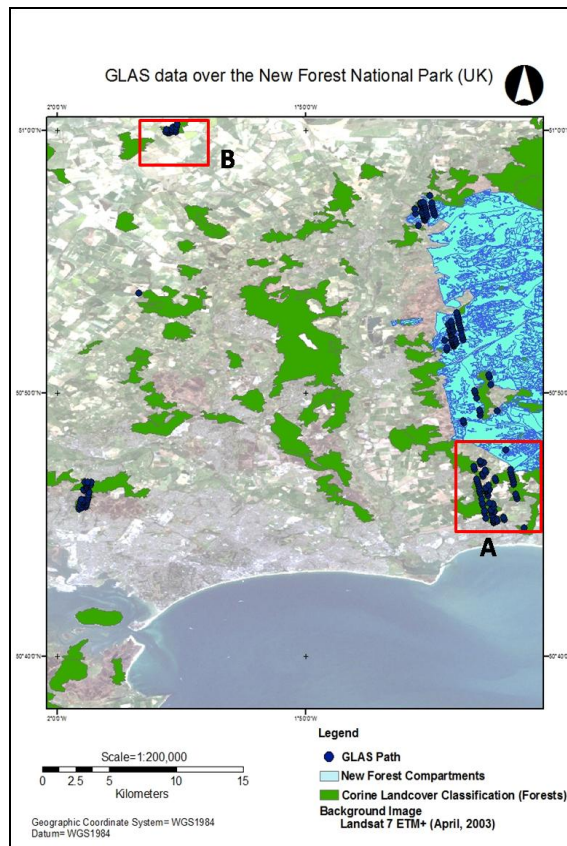 GLAS data over the New Forest National Park (UK)
2°0'0"W 1°50'0"W
51°0'0"N 51°0'0"N
B
50°50'0"N 50°50'0"N
A
50°40'0"N 50°40'0"N
2°0'0"W 1°50'0"W
Legend
GLAS Path
New Forest Compartments
Corine Landcover Classification (Forests)
Background Image
Landsat 7 ETM+ (April, 2003)
Scale=1:200,000
0 2.5 5 10 15
Kilometers
Geographic Coordinate System= WGS1984
Datum= WGS1984